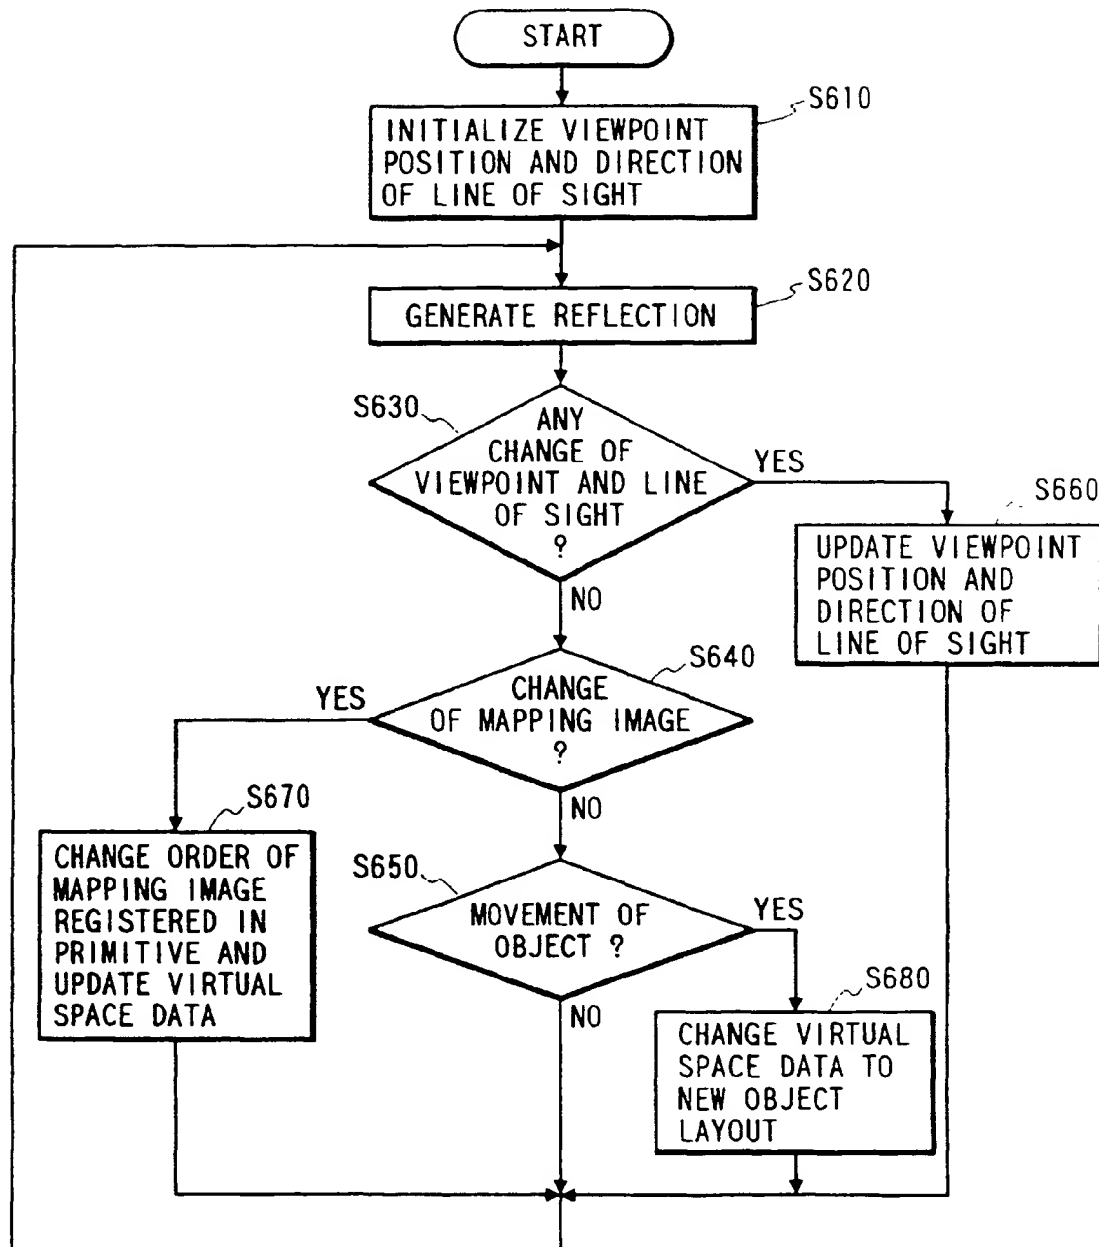 START
S610
INITIALIZE VIEWPOINT
POSITION AND DIRECTION
OF LINE OF SIGHT
S620
GENERATE REFLECTION
S630
ANY
CHANGE OF
VIEWPOINT AND LINE
OF SIGHT
?
YES
NO
S660
UPDATE VIEWPOINT
POSITION AND
DIRECTION OF
LINE OF SIGHT
S640
CHANGE
OF MAPPING IMAGE
?
YES
NO
S670
CHANGE ORDER OF
MAPPING IMAGE
REGISTERED IN
PRIMITIVE AND
UPDATE VIRTUAL
SPACE DATA
S650
MOVEMENT OF
OBJECT ?
YES
NO
S680
CHANGE VIRTUAL
SPACE DATA TO
NEW OBJECT
LAYOUT